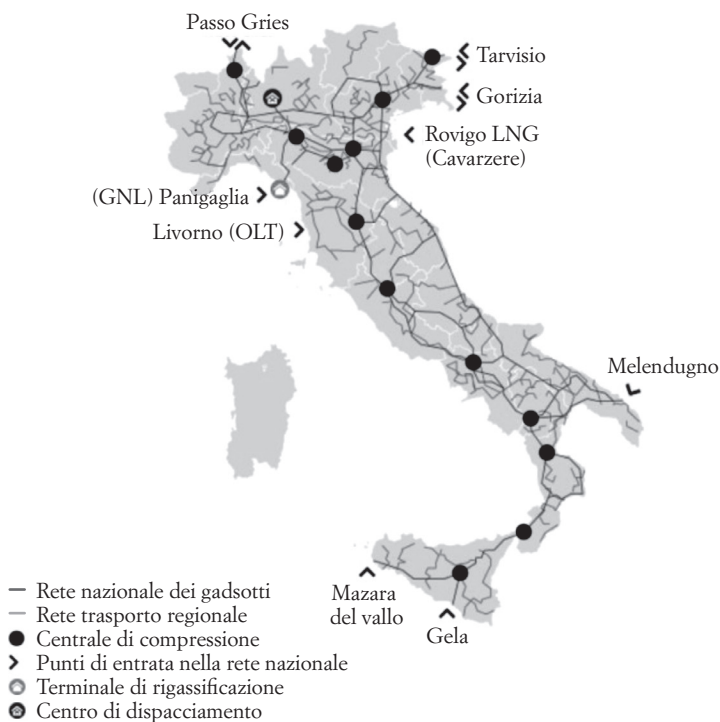 Passo Gries
Tarvisio
Gorizia
Rovigo LNG
(Cavarzere)
(GNL) Panigaglia
Livorno (OLT)
Melendugno
Mazara
del vallo
Gela
Rete nazionale dei gadsotti
Rete trasporto regionale
Centrale di compressione
Punti di entrata nella rete nazionale
Terminale di rigassificazione
Centro di dispacciamento